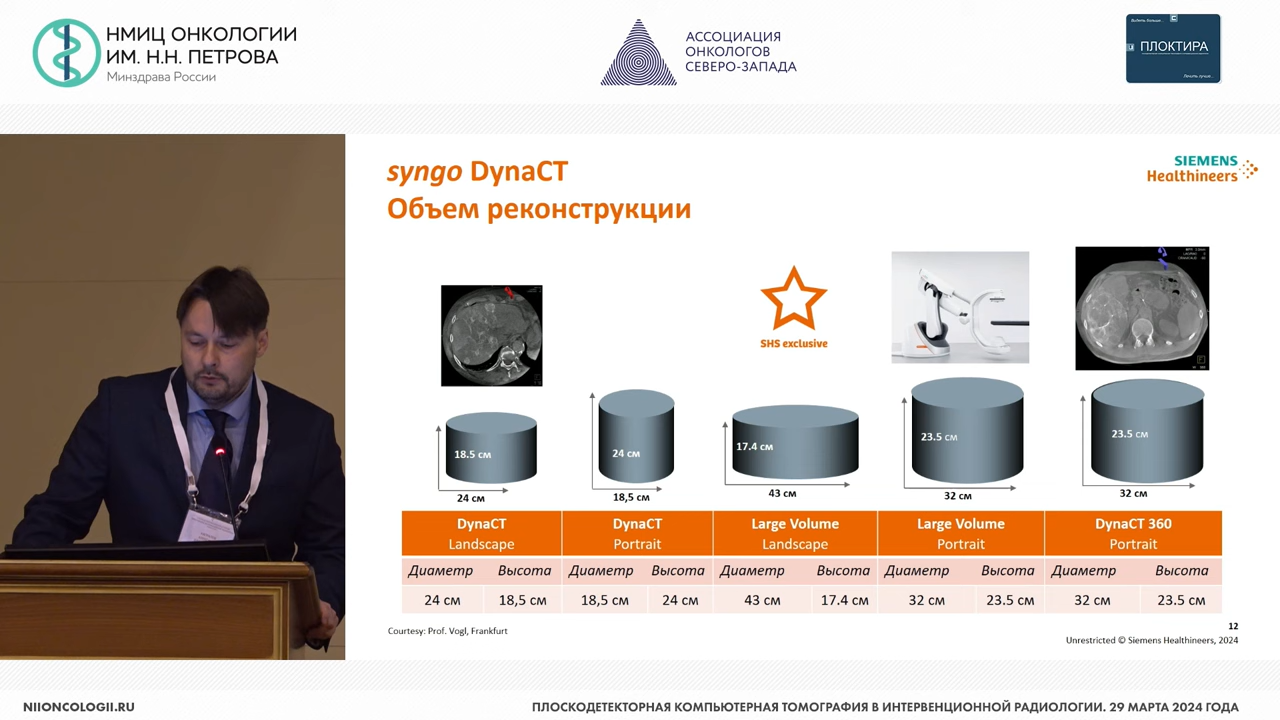 НМИЦ ОНКОЛОГИИ
ИМ. Н.Н. ПЕТРОВА
Минздрава России
АССОЦИАЦИЯ
ОНКОЛОГОВ
СЕВЕРО-ЗАПАДА
ПЛОКТИРА
syngo DynaCT
Объем реконструкции
SIEMENS
Healthineers
SHS exclusive
18.5 см
24 см
24 см
18,5 см
17.4 см
43 см
23.5 см
32 см
23.5 см
32 см
DynaCT DynaCT Large Volume Large Volume DynaCT 360
Landscape Portrait Landscape Portrait Portrait
Диаметр Высота Диаметр Высота Диаметр Высота Диаметр Высота Диаметр Высота
24 см 18,5 см 18,5 см 24 см 43 см 17.4 см 32 см 23.5 см 32 см 23.5 см
Courtesy: Prof. Vogl, Frankfurt
12
Unrestricted © Siemens Healthineers, 2024
NIIONCOLOGII.RU
ПЛОСКОДЕТЕКТОРНАЯ КОМПЬЮТЕРНАЯ ТОМОГРАФИЯ В ИНТЕРВЕНЦИОННОЙ РАДИОЛОГИИ. 29 МАРТА 2024 ГОДА